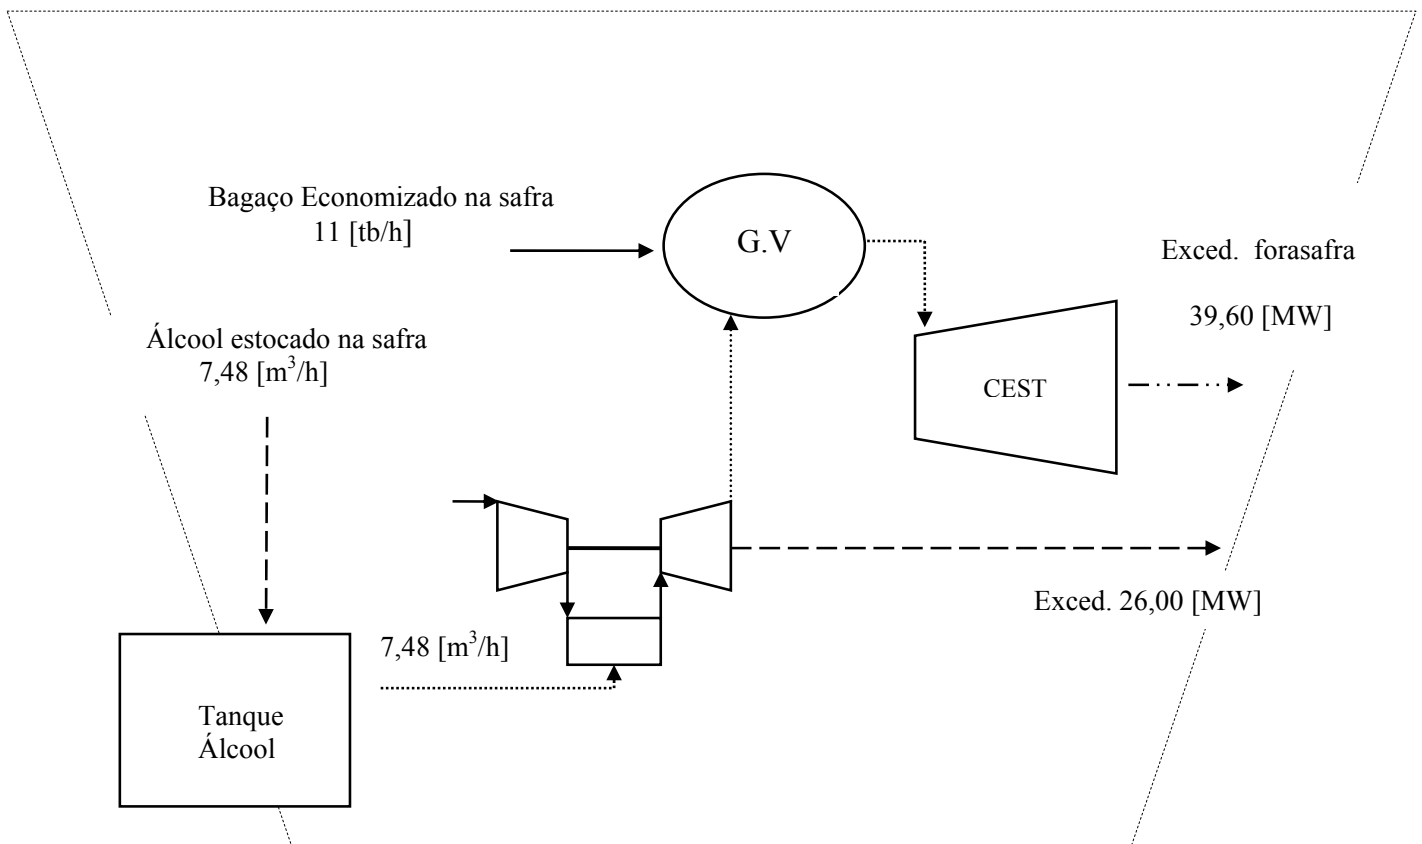 Bagaço Economizado na safra
11 [tb/h]
G.V
Exced. forasafra
39,60 [MW]
Álcool estocado na safra
7,48 [m³/h]
CEST
Exced. 26,00 [MW]
7,48 [m³/h]
Tanque
Álcool